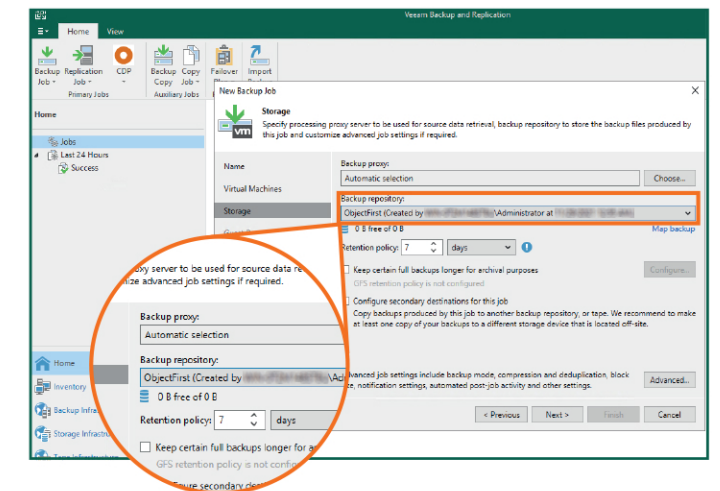 Veeam Backup and Replication
Home View
Backup Job
Replication Job
CDP
Backup Copy
Copy Job
Failover
Import
Primary Jobs
Auxiliary Jobs
Home
Jobs
Last 24 Hours
Success
New Backup Job
X
Storage
Specify processing proxy server to be used for source data retrieval, backup repository to store the backup files produced by
this job and customize advanced job settings if required.
vm
Name
Virtual Machines
Storage
Backup proxy:
Automatic selection
Choose...
Backup repository:
ObjectFirst (Created by \Administrator at
0 B free of 0 B
Map backup
Retention policy: 7 days
Keep certain full backups longer for archival purposes
Configure...
GFS retention policy is not configured
Configure secondary destinations for this job
Copy backups produced by this job to another backup repository, or tape. We recommend to make
at least one copy of your backups to a different storage device that is located off-site.
Advanced job settings include backup mode, compression and deduplication, block
notification settings, automated post-job activity and other settings.
Advanced...
< Previous
Next >
Finish
Cancel
Home
Inventory
Backup Infras
Storage Infrastru
oxy server to be used for source data re
ize advanced job settings if required.
Backup proxy:
Automatic selection
Backup repository:
ObjectFirst (Created by \Ad
0 B free of 0 B
Retention policy: 7 days
Keep certain full backups longer for a
GFS retention policy is not config
gure secondary dest